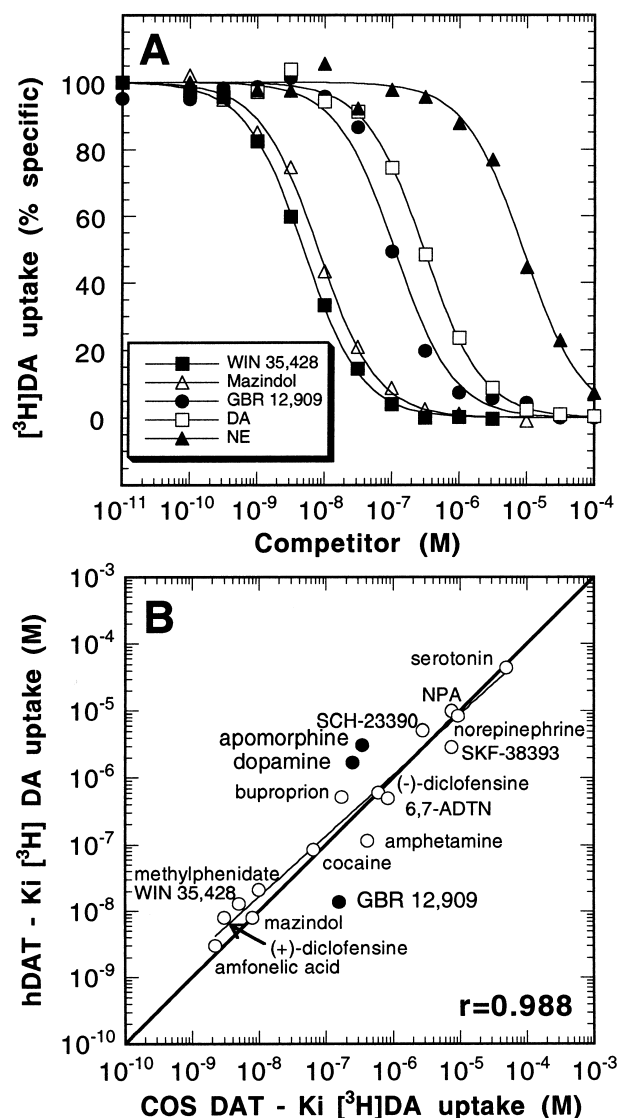 A
[³H]DA uptake (% specific)
100
80
60
40
20
0
WIN 35,428
Mazindol
GBR 12,909
DA
NE
10-11 10-10 10-9 10-8 10-7 10-6 10-5 10-4
Competitor (M)
B
hDAT - Ki [³H] DA uptake (M)
10-3
10-4
10-5
10-6
10-7
10-8
10-9
10-10
serotonin
NPA
SCH-23390
norepinephrine
apomorphine
SKF-38393
dopamine
(-)-diclofensine
buproprion
6,7-ADTN
amphetamine
cocaine
methylphenidate
WIN 35,428
GBR 12,909
mazindol
(+)-diclofensine
amfonelic acid
r=0.988
10-10 10-9 10-8 10-7 10-6 10-5 10-4 10-3
COS DAT - Ki [³H]DA uptake (M)